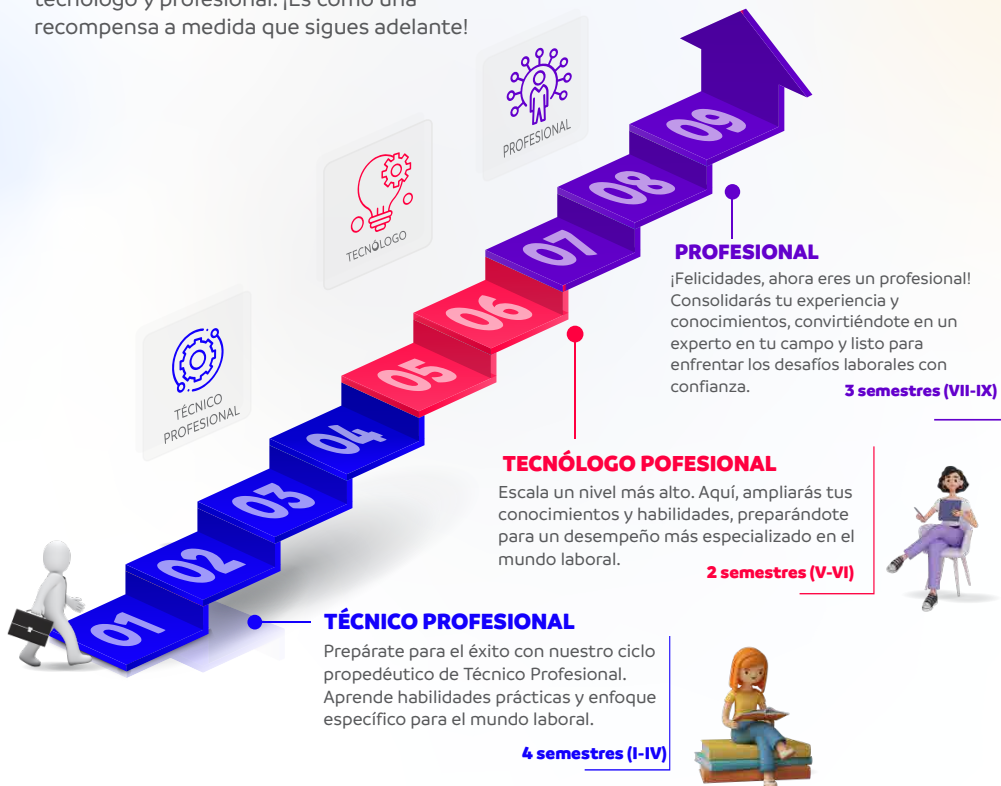 tecnólogo y profesional. ¡Es como una
recompensa a medida que sigues adelante!
PROFESIONAL
TECNÓLOGO
TÉCNICO
PROFESIONAL
09
08
07
06
05
04
03
02
01
PROFESIONAL
¡Felicidades, ahora eres un profesional!
Consolidarás tu experiencia y
conocimientos, convirtiéndote en un
experto en tu campo y listo para
enfrentar los desafíos laborales con
confianza.
3 semestres (VII-IX)
TECNÓLOGO POFESIONAL
Escala un nivel más alto. Aquí, ampliarás tus
conocimientos y habilidades, preparándote
para un desempeño más especializado en el
mundo laboral.
2 semestres (V-VI)
TÉCNICO PROFESIONAL
Prepárate para el éxito con nuestro ciclo
propedéutico de Técnico Profesional.
Aprende habilidades prácticas y enfoque
específico para el mundo laboral.
4 semestres (I-IV)